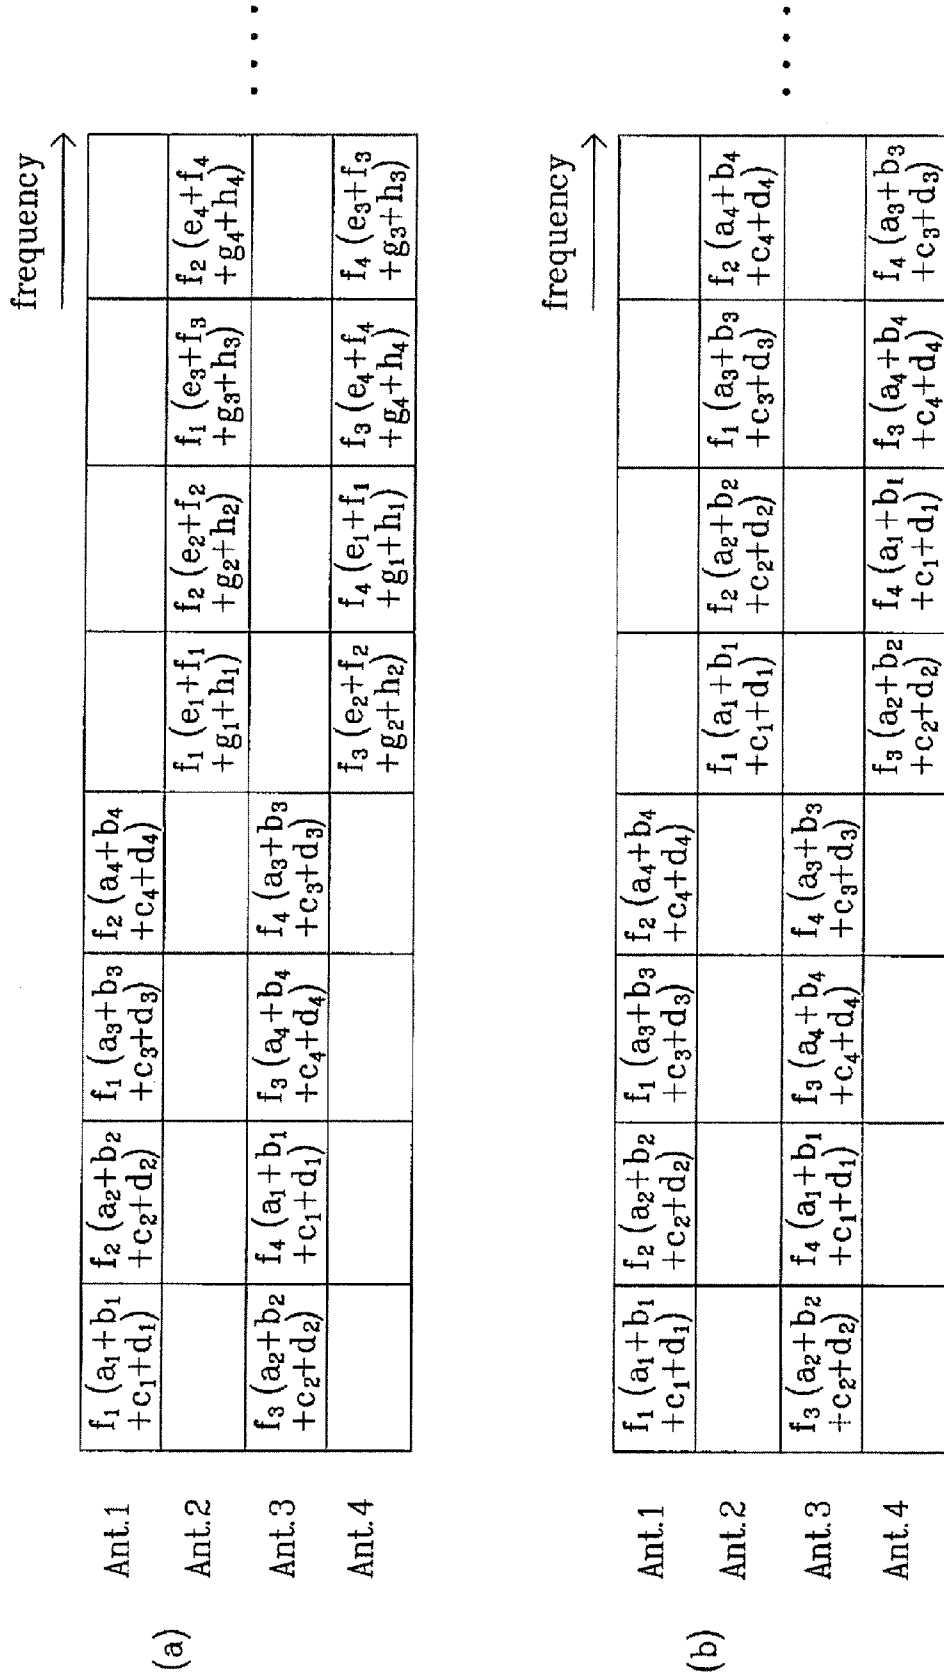 frequency
Ant.1
f₁ (a₁+b₁
+c₁+d₁)
f₂ (a₂+b₂
+c₂+d₂)
f₁ (a₃+b₃
+c₃+d₃)
f₂ (a₄+b₄
+c₄+d₄)
Ant.2
f₁ (e₁+f₁
+g₁+h₁)
f₂ (e₂+f₂
+g₂+h₂)
f₁ (e₃+f₃
+g₃+h₃)
f₂ (e₄+f₄
+g₄+h₄)
(a)
Ant.3
f₃ (a₂+b₂
+c₂+d₂)
f₄ (a₁+b₁
+c₁+d₁)
f₃ (a₄+b₄
+c₄+d₄)
f₄ (a₃+b₃
+c₃+d₃)
Ant.4
f₃ (e₂+f₂
+g₂+h₂)
f₄ (e₁+f₁
+g₁+h₁)
f₃ (e₄+f₄
+g₄+h₄)
f₄ (e₃+f₃
+g₃+h₃)
frequency
Ant.1
f₁ (a₁+b₁
+c₁+d₁)
f₂ (a₂+b₂
+c₂+d₂)
f₁ (a₃+b₃
+c₃+d₃)
f₂ (a₄+b₄
+c₄+d₄)
Ant.2
f₁ (a₁+b₁
+c₁+d₁)
f₂ (a₂+b₂
+c₂+d₂)
f₁ (a₃+b₃
+c₃+d₃)
f₂ (a₄+b₄
+c₄+d₄)
(b)
Ant.3
f₃ (a₂+b₂
+c₂+d₂)
f₄ (a₁+b₁
+c₁+d₁)
f₃ (a₄+b₄
+c₄+d₄)
f₄ (a₃+b₃
+c₃+d₃)
Ant.4
f₃ (a₂+b₂
+c₂+d₂)
f₄ (a₁+b₁
+c₁+d₁)
f₃ (a₄+b₄
+c₄+d₄)
f₄ (a₃+b₃
+c₃+d₃)